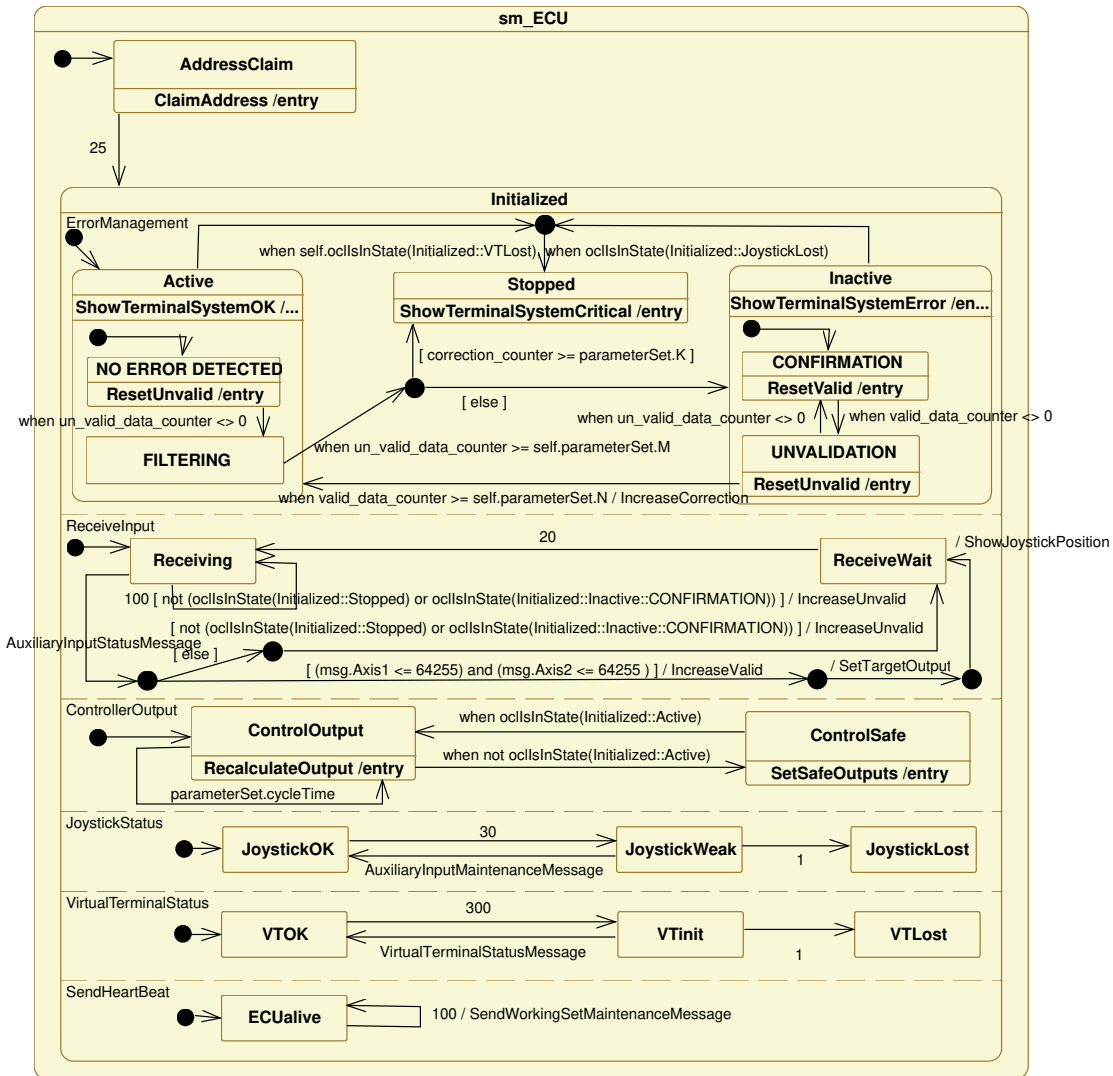 sm_ECU
AddressClaim
ClaimAddress /entry
25
Initialized
ErrorManagement
when self.oclIsInState(Initialized::VTLost)
when oclIsInState(Initialized::JoystickLost)
Active
ShowTerminalSystemOK /...
Stopped
ShowTerminalSystemCritical /entry
Inactive
ShowTerminalSystemError /en...
NO ERROR DETECTED
ResetUnvalid /entry
[ correction_counter >= parameterSet.K ]
CONFIRMATION
ResetValid /entry
[ else ]
when un_valid_data_counter <> 0
when un_valid_data_counter <> 0
when valid_data_counter <> 0
when un_valid_data_counter >= self.parameterSet.M
FILTERING
UNVALIDATION
ResetUnvalid /entry
when valid_data_counter >= self.parameterSet.N / IncreaseCorrection
ReceiveInput
20
/ ShowJoystickPosition
Receiving
ReceiveWait
100 [ not (oclIsInState(Initialized::Stopped) or oclIsInState(Initialized::Inactive::CONFIRMATION)) ] / IncreaseUnvalid
[ not (oclIsInState(Initialized::Stopped) or oclIsInState(Initialized::Inactive::CONFIRMATION)) ] / IncreaseUnvalid
AuxiliaryInputStatusMessage
[ else ]
[ (msg.Axis1 <= 64255) and (msg.Axis2 <= 64255 ) ] / IncreaseValid
/ SetTargetOutput
ControllerOutput
when oclIsInState(Initialized::Active)
ControlOutput
ControlSafe
when not oclIsInState(Initialized::Active)
RecalculateOutput /entry
SetSafeOutputs /entry
parameterSet.cycleTime
JoystickStatus
30
JoystickOK
JoystickWeak
JoystickLost
1
AuxiliaryInputMaintenanceMessage
VirtualTerminalStatus
300
VTOK
VTinit
VTLost
1
VirtualTerminalStatusMessage
SendHeartBeat
ECUalive
100 / SendWorkingSetMaintenanceMessage